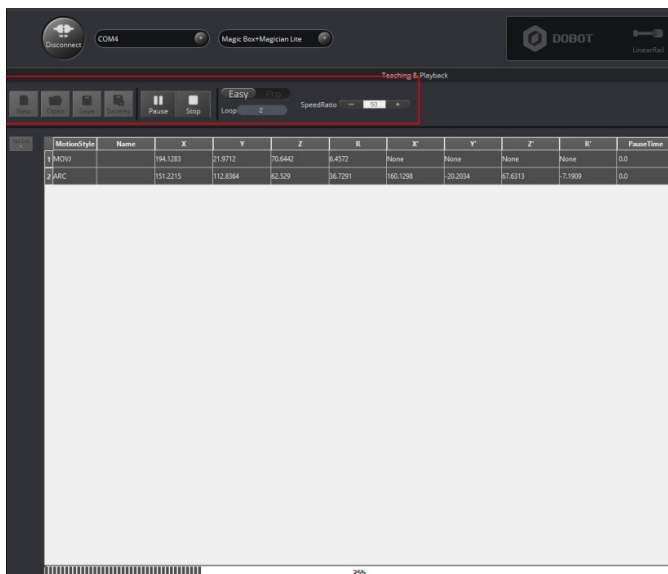 Disconnect
COM4
Magic Box+Magician Lite
DOBOT
LinearRail
Teaching & Playback
New Open Save SaveAs Pause Stop
Easy Pro
Loop 2
SpeedRatio − 50 +
MotionStyle Name X Y Z R X' Y' Z' R' PauseTime
1 MOVJ 194.1283 21.9712 70.6442 6.4572 None None None None 0.0
2 ARC 151.2215 112.8364 62.529 36.7291 160.1298 -20.2034 67.6313 -7.1909 0.0
25%